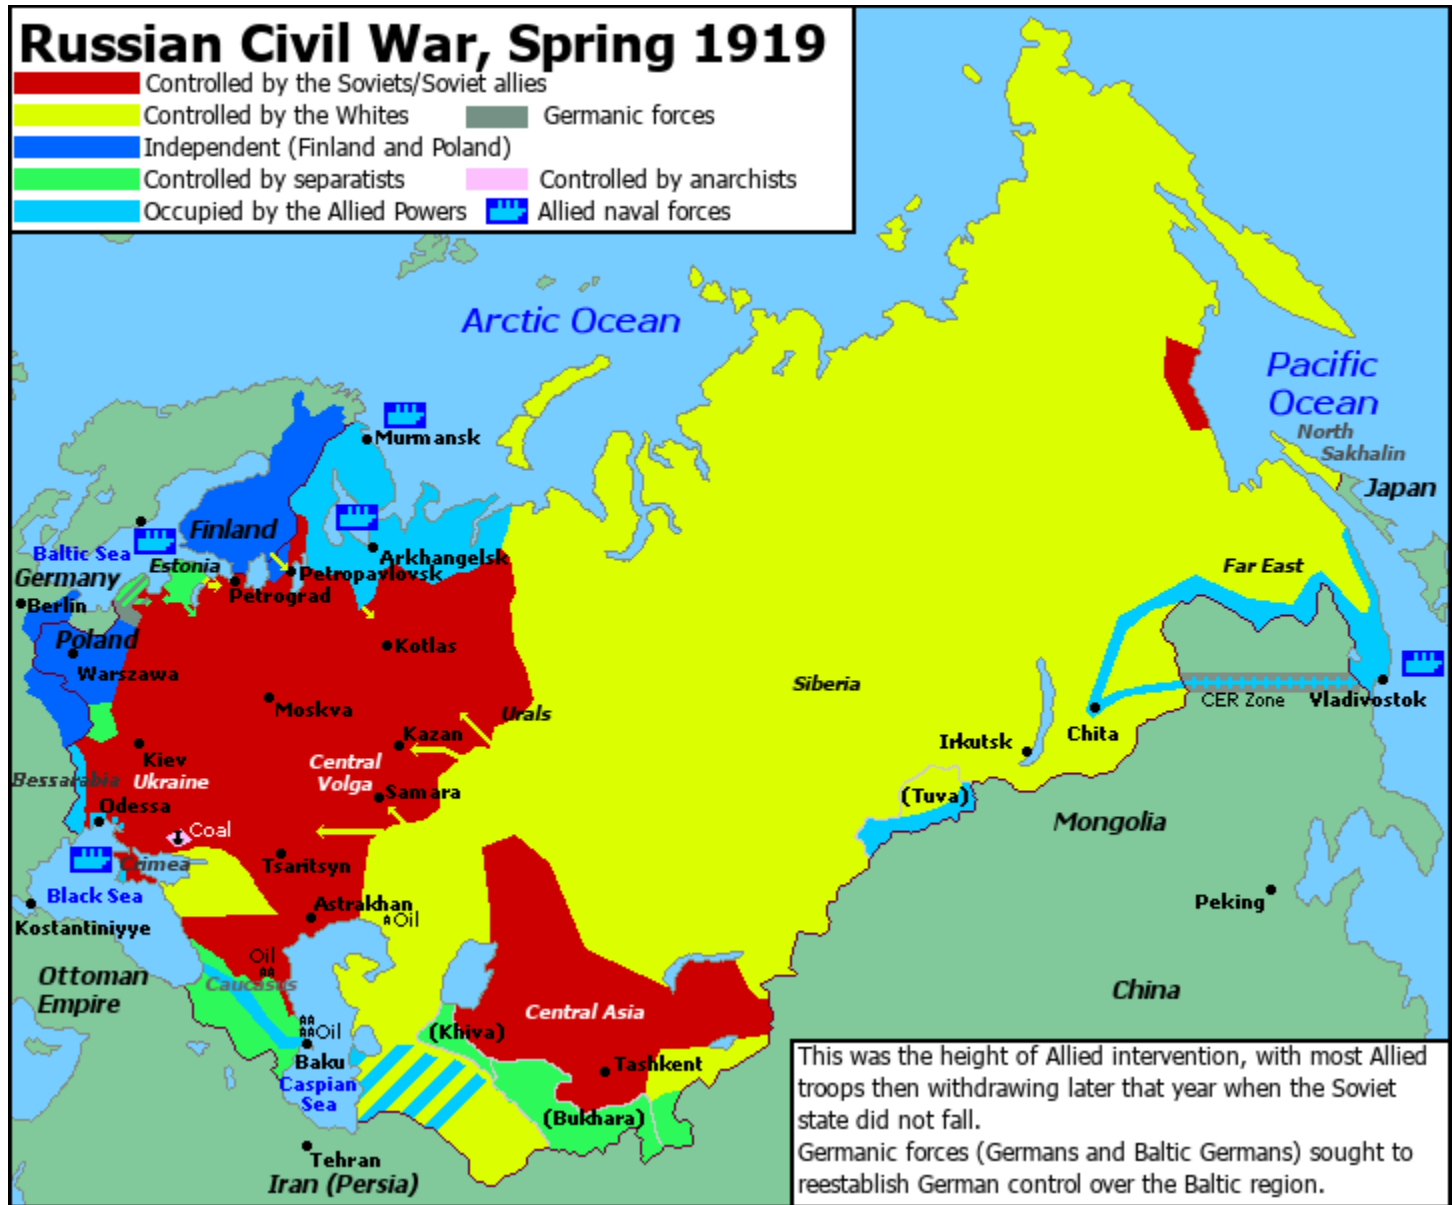 Russian Civil War, Spring 1919
Controlled by the Soviets/Soviet allies
Controlled by the Whites
Germanic forces
Independent (Finland and Poland)
Controlled by separatists
Controlled by anarchists
Occupied by the Allied Powers
Allied naval forces
Arctic Ocean
Pacific
Ocean
North
Sakhalin
Japan
Murmansk
Finland
Baltic Sea
Estonia
Arkhangelsk
Petropavlovsk
Germany
Petrograd
Berlin
Far East
Poland
Kotlas
Warszawa
Siberia
Moskva
Urals
CER Zone
Vladivostok
Kazan
Chita
Irkutsk
Kiev
Central
Volga
Bessarabia
Ukraine
Samara
(Tuva)
Odessa
Coal
Mongolia
Crimea
Tsaritsyn
Black Sea
Astrakhan
Oil
Peking
Kostantiniyye
Oil
Ottoman
Empire
Caucasus
China
Central Asia
Oil
(Khiva)
Baku
Tashkent
Caspian
Sea
(Bukhara)
Tehran
Iran (Persia)
This was the height of Allied intervention, with most Allied
troops then withdrawing later that year when the Soviet
state did not fall.
Germanic forces (Germans and Baltic Germans) sought to
reestablish German control over the Baltic region.